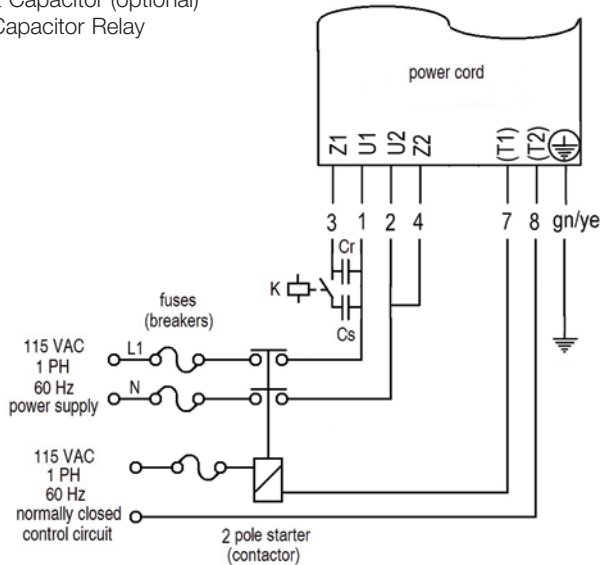 Capacitor (optional)
Capacitor Relay
power cord
Z1 U1 U2 Z2 (T1) (T2)
3 1 2 4 7 8 gn/ye
Cr
K
Cs
fuses
(breakers)
115 VAC
1 PH
60 Hz
power supply
L1
N
115 VAC
1 PH
60 Hz
normally closed
control circuit
2 pole starter
(contactor)